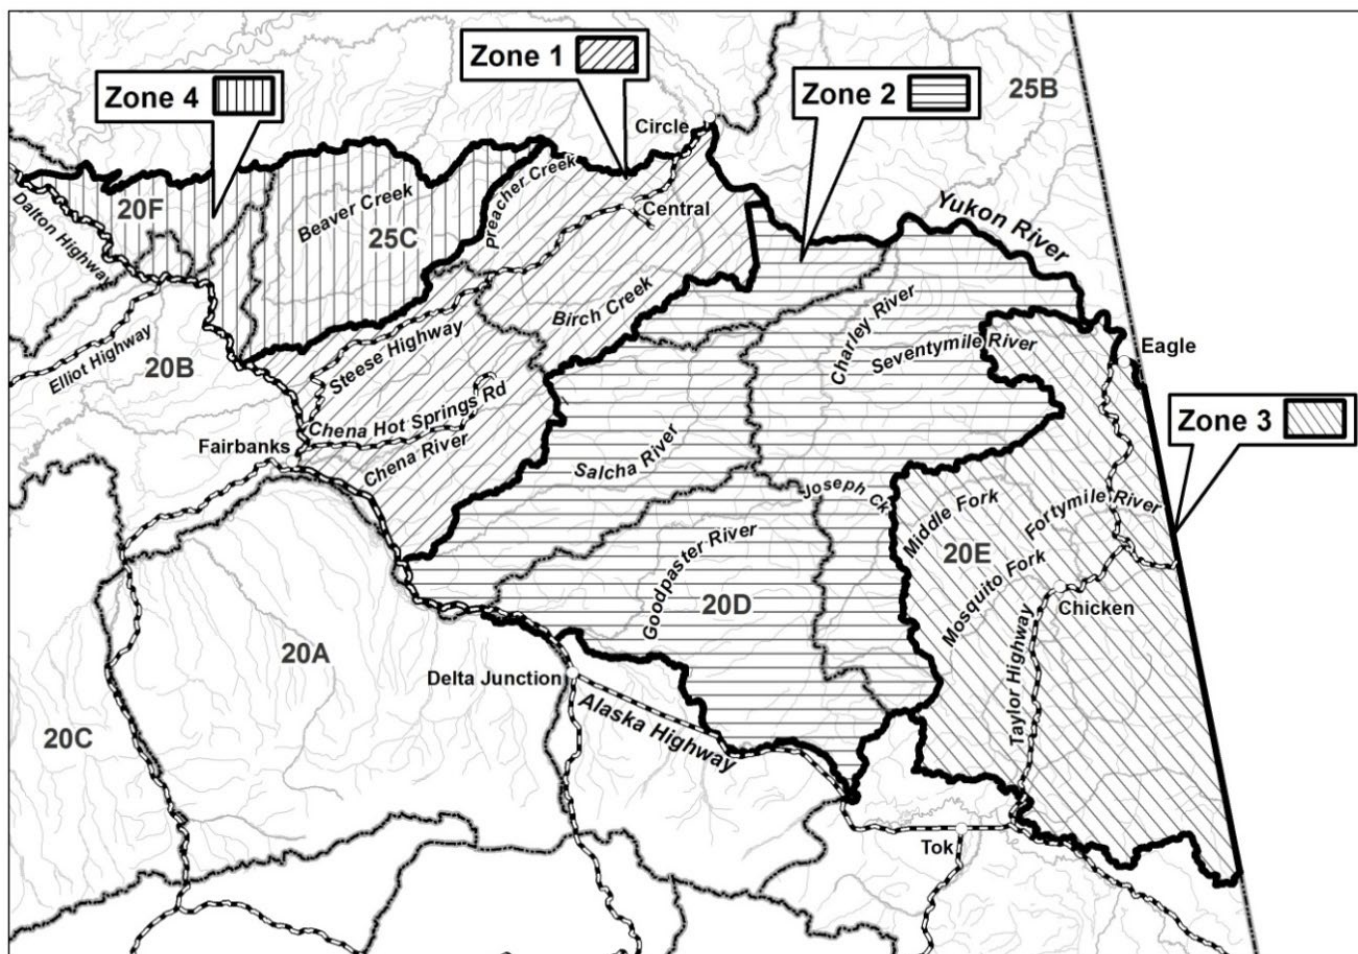 Zone 1
Zone 4
Zone 2
25B
Circle
Preacher Creek
Beaver Creek
20F
Central
Yukon River
25C
Dalton Highway
Birch Creek
Charley River
Steese Highway
Seventymile River
Eagle
Elliot Highway
20B
Chena Hot Springs Rd
Zone 3
Fairbanks
Chena River
Salcha River
Joseph Ck
Middle Fork
Fortymile River
Goodpaster River
20E
Mosquito Fork
20D
Chicken
20A
Taylor Highway
Delta Junction
Alaska Highway
20C
Tok